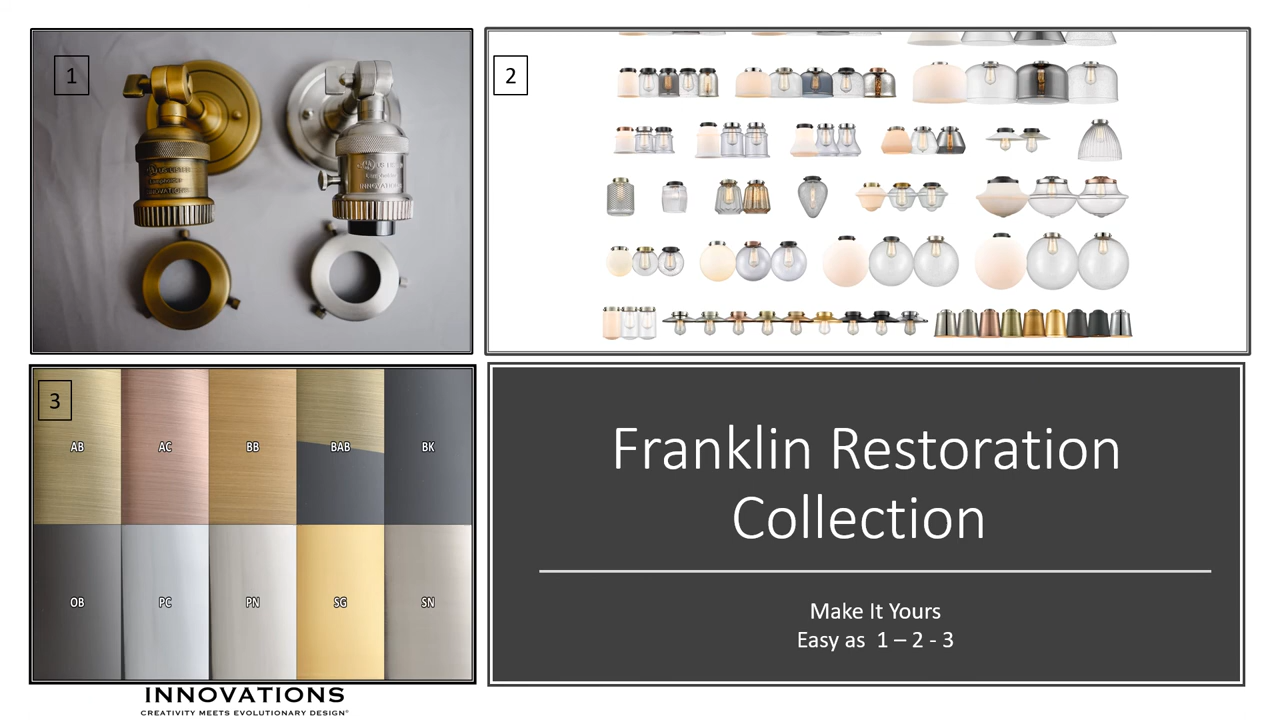 1
2
3
AB
AC
BB
BAB
BK
OB
PC
PN
SG
SN
Franklin Restoration
Collection
Make It Yours
Easy as  1 – 2 - 3
INNOVATIONS
CREATIVITY MEETS EVOLUTIONARY DESIGN®